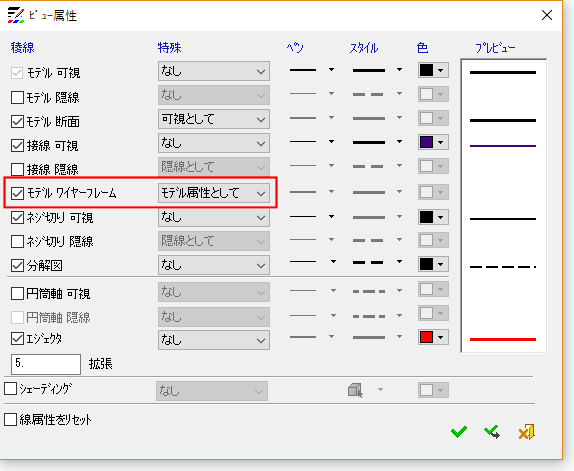 ビュー属性
稜線 特殊 ペン スタイル 色 プレビュー
モデル 可視 なし
モデル 隠線 なし
モデル 断面 可視として
接線 可視 なし
接線 隠線 隠線として
モデル ワイヤーフレーム モデル属性として
ネジ切り 可視 なし
ネジ切り 隠線 隠線として
分解図 なし
円筒軸 可視 なし
円筒軸 隠線 なし
エジェクタ なし
5. 拡張
シェーディング なし
線属性をリセット